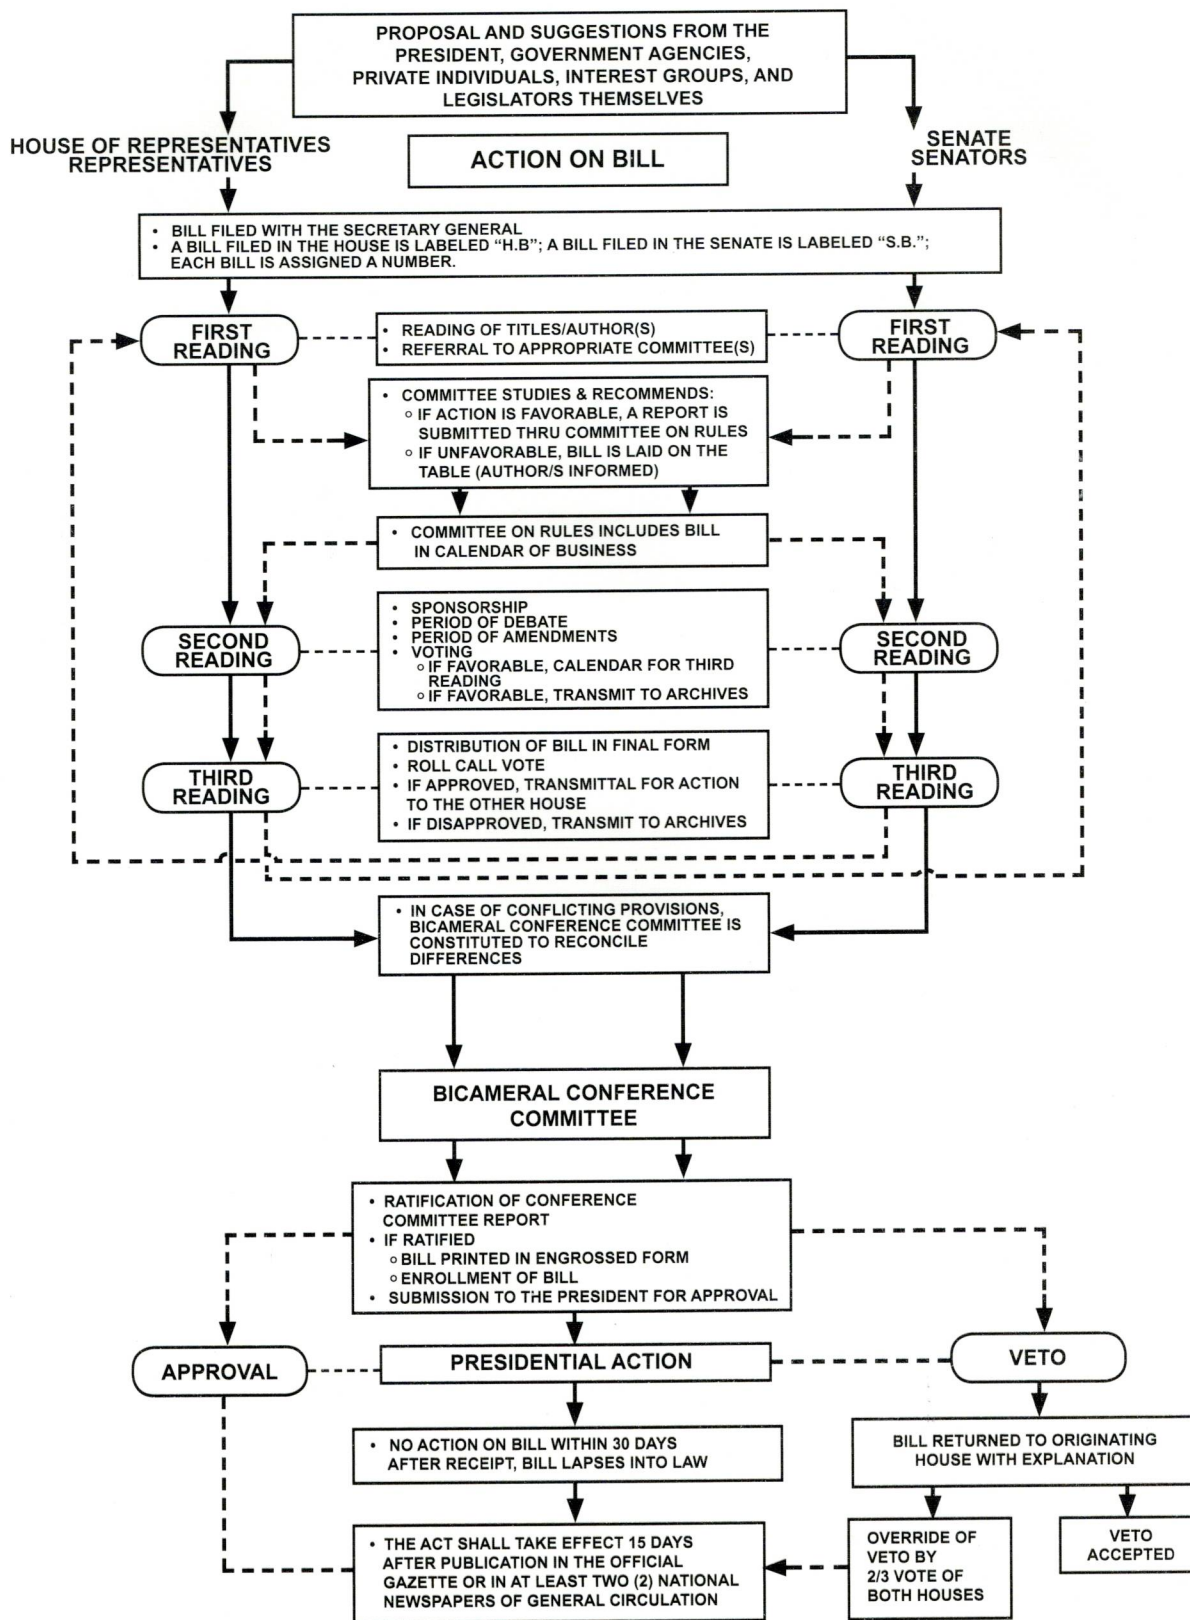 PROPOSAL AND SUGGESTIONS FROM THE
PRESIDENT, GOVERNMENT AGENCIES,
PRIVATE INDIVIDUALS, INTEREST GROUPS, AND
LEGISLATORS THEMSELVES
HOUSE OF REPRESENTATIVES
REPRESENTATIVES
ACTION ON BILL
SENATE
SENATORS
• BILL FILED WITH THE SECRETARY GENERAL
• A BILL FILED IN THE HOUSE IS LABELED “H.B”; A BILL FILED IN THE SENATE IS LABELED “S.B.”;
EACH BILL IS ASSIGNED A NUMBER.
FIRST
READING
• READING OF TITLES/AUTHOR(S)
• REFERRAL TO APPROPRIATE COMMITTEE(S)
FIRST
READING
• COMMITTEE STUDIES & RECOMMENDS:
○ IF ACTION IS FAVORABLE, A REPORT IS
SUBMITTED THRU COMMITTEE ON RULES
○ IF UNFAVORABLE, BILL IS LAID ON THE
TABLE (AUTHOR/S INFORMED)
• COMMITTEE ON RULES INCLUDES BILL
IN CALENDAR OF BUSINESS
SECOND
READING
• SPONSORSHIP
• PERIOD OF DEBATE
• PERIOD OF AMENDMENTS
• VOTING
○ IF FAVORABLE, CALENDAR FOR THIRD
READING
○ IF FAVORABLE, TRANSMIT TO ARCHIVES
SECOND
READING
THIRD
READING
• DISTRIBUTION OF BILL IN FINAL FORM
• ROLL CALL VOTE
• IF APPROVED, TRANSMITTAL FOR ACTION
TO THE OTHER HOUSE
• IF DISAPPROVED, TRANSMIT TO ARCHIVES
THIRD
READING
• IN CASE OF CONFLICTING PROVISIONS,
BICAMERAL CONFERENCE COMMITTEE IS
CONSTITUTED TO RECONCILE
DIFFERENCES
BICAMERAL CONFERENCE
COMMITTEE
• RATIFICATION OF CONFERENCE
COMMITTEE REPORT
• IF RATIFIED
○ BILL PRINTED IN ENGROSSED FORM
○ ENROLLMENT OF BILL
• SUBMISSION TO THE PRESIDENT FOR APPROVAL
APPROVAL
PRESIDENTIAL ACTION
VETO
• NO ACTION ON BILL WITHIN 30 DAYS
AFTER RECEIPT, BILL LAPSES INTO LAW
BILL RETURNED TO ORIGINATING
HOUSE WITH EXPLANATION
• THE ACT SHALL TAKE EFFECT 15 DAYS
AFTER PUBLICATION IN THE OFFICIAL
GAZETTE OR IN AT LEAST TWO (2) NATIONAL
NEWSPAPERS OF GENERAL CIRCULATION
OVERRIDE OF
VETO BY
2/3 VOTE OF
BOTH HOUSES
VETO
ACCEPTED